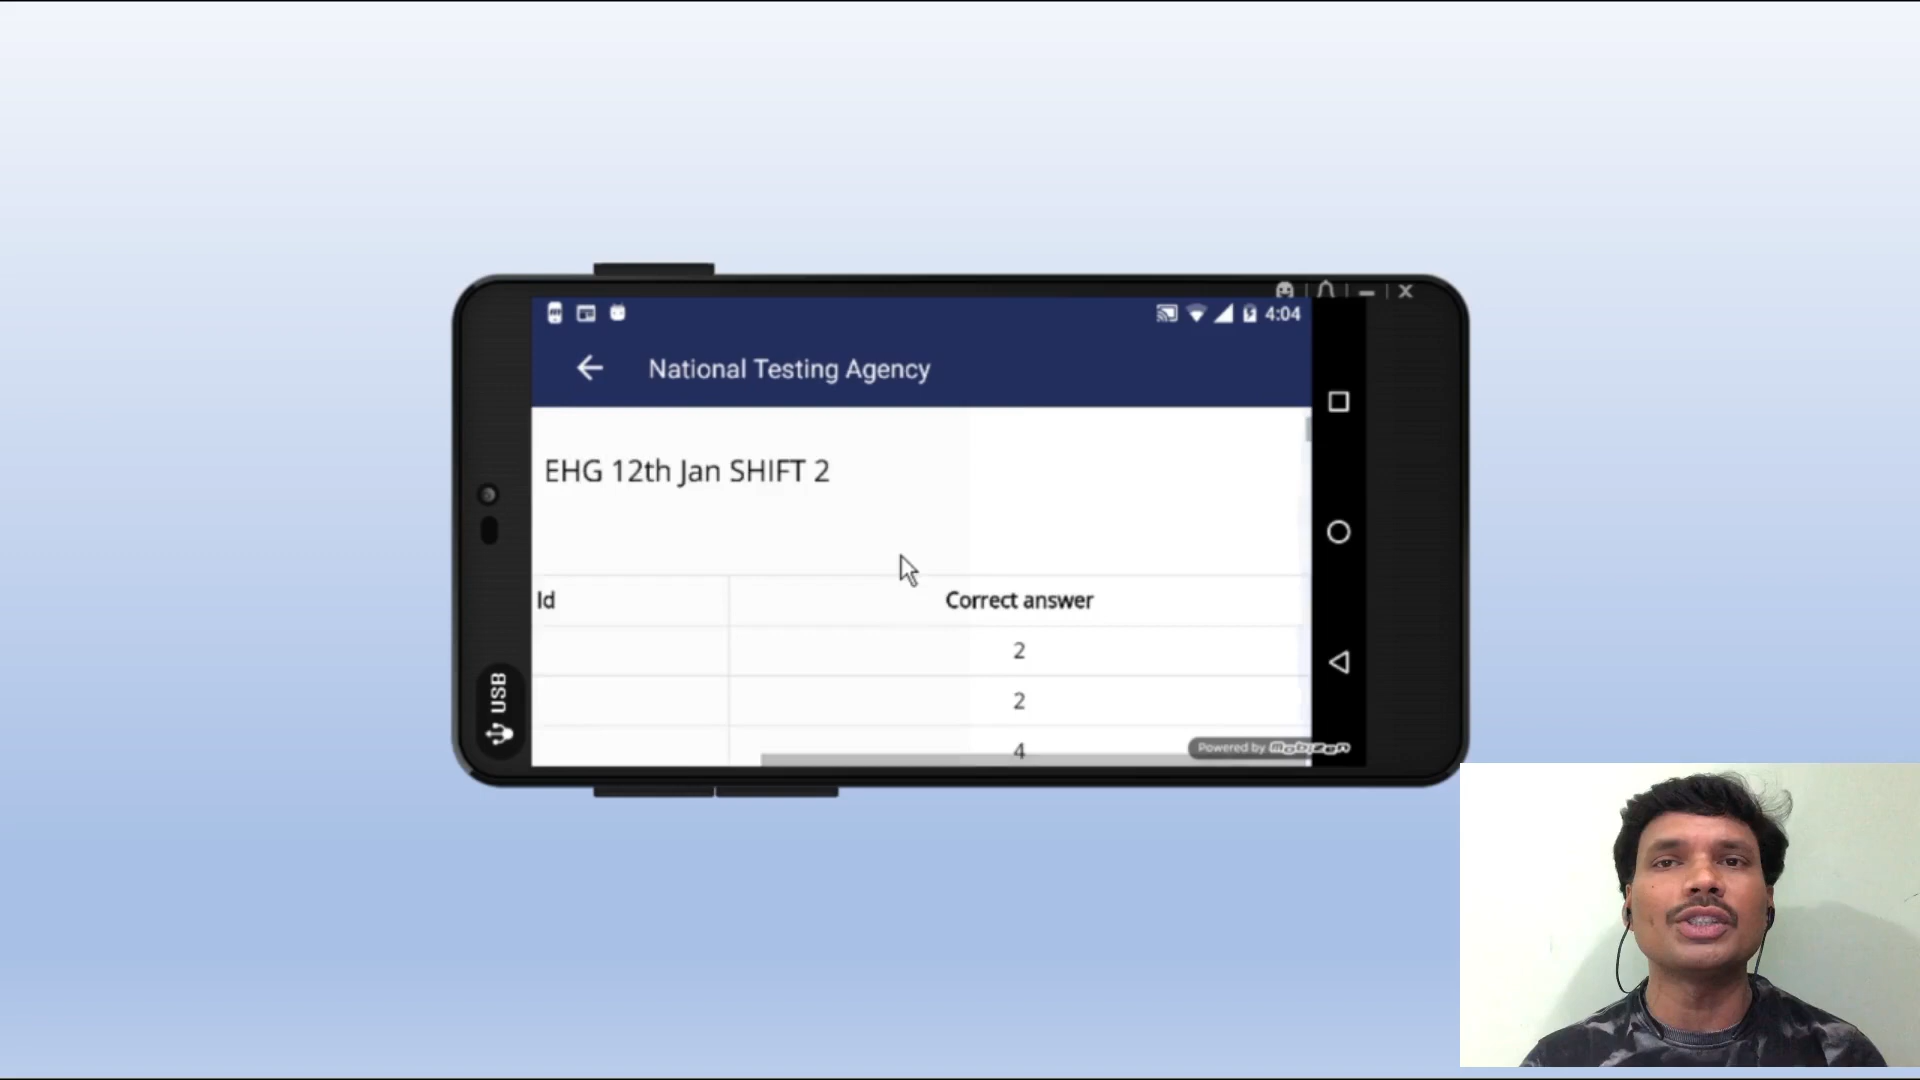 4:04
National Testing Agency
EHG 12th Jan SHIFT 2
Id
Correct answer
2
2
4
USB
Powered by Mobizen